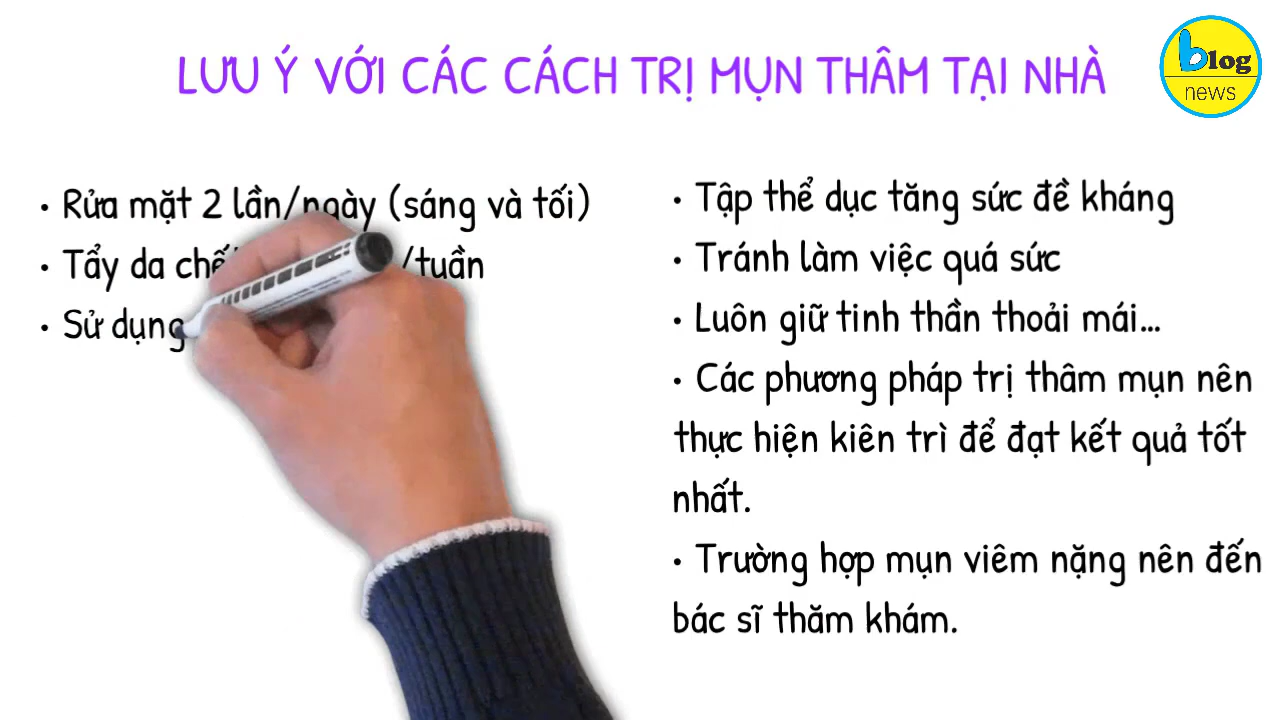 LƯU Ý VỚI CÁC CÁCH TRỊ MỤN THÂM TẠI NHÀ
blog
news
• Rửa mặt 2 lần/ngày (sáng và tối)
• Tẩy da /tuần
• Sử dụng
• Tập thể dục tăng sức đề kháng
• Tránh làm việc quá sức
• Luôn giữ tinh thần thoải mái...
• Các phương pháp trị thâm mụn nên
thực hiện kiên trì để đạt kết quả tốt
nhất.
• Trường hợp mụn viêm nặng nên đến
bác sĩ thăm khám.